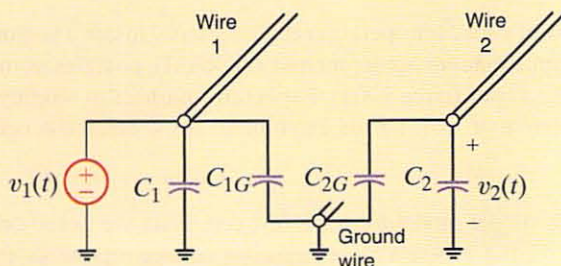 Wire
1
Wire
2
+
v₁(t)
+
−
C₁
C₁G
C₂G
C₂
v₂(t)
−
Ground
wire